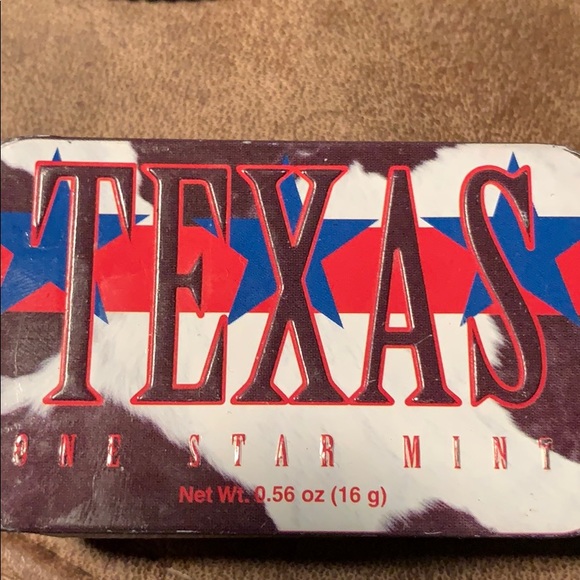 TEXAS
ONE STAR MINT
Net Wt. 0.56 oz (16 g)